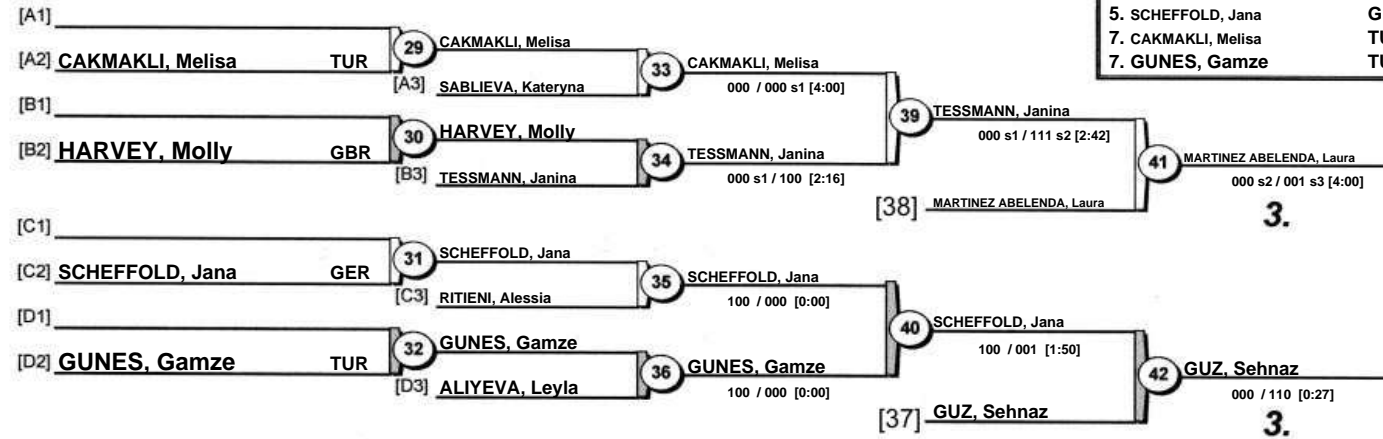 [A1]
[A2] CAKMAKLI, Melisa TUR
29
CAKMAKLI, Melisa
[A3] SABLIEVA, Kateryna
33
CAKMAKLI, Melisa
000 / 000 s1 [4:00]
[B1]
[B2] HARVEY, Molly GBR
30
HARVEY, Molly
[B3] TESSMANN, Janina
34
TESSMANN, Janina
000 s1 / 100 [2:16]
39
TESSMANN, Janina
000 s1 / 111 s2 [2:42]
[38] MARTINEZ ABELENDA, Laura
41
MARTINEZ ABELENDA, Laura
000 s2 / 001 s3 [4:00]
3.
[C1]
[C2] SCHEFFOLD, Jana GER
31
SCHEFFOLD, Jana
[C3] RITIENI, Alessia
35
SCHEFFOLD, Jana
100 / 000 [0:00]
[D1]
[D2] GUNES, Gamze TUR
32
GUNES, Gamze
[D3] ALIYEVA, Leyla
36
GUNES, Gamze
100 / 000 [0:00]
40
SCHEFFOLD, Jana
100 / 001 [1:50]
[37] GUZ, Sehnaz
42
GUZ, Sehnaz
000 / 110 [0:27]
3.
5. SCHEFFOLD, Jana G
7. CAKMAKLI, Melisa TU
7. GUNES, Gamze TU